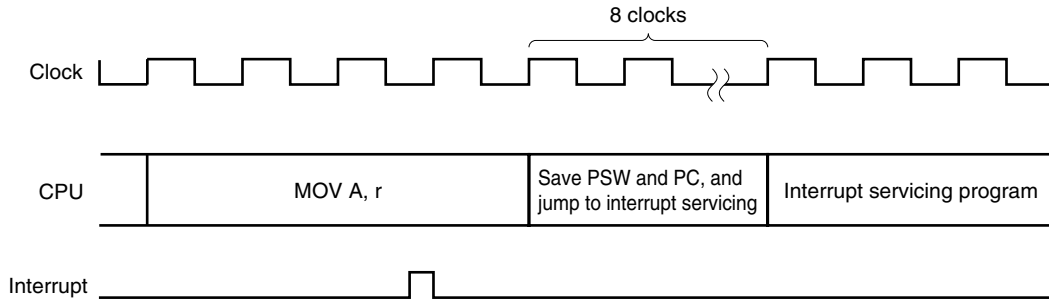 8 clocks
Clock
CPU
MOV A, r
Save PSW and PC, and
jump to interrupt servicing
Interrupt servicing program
Interrupt